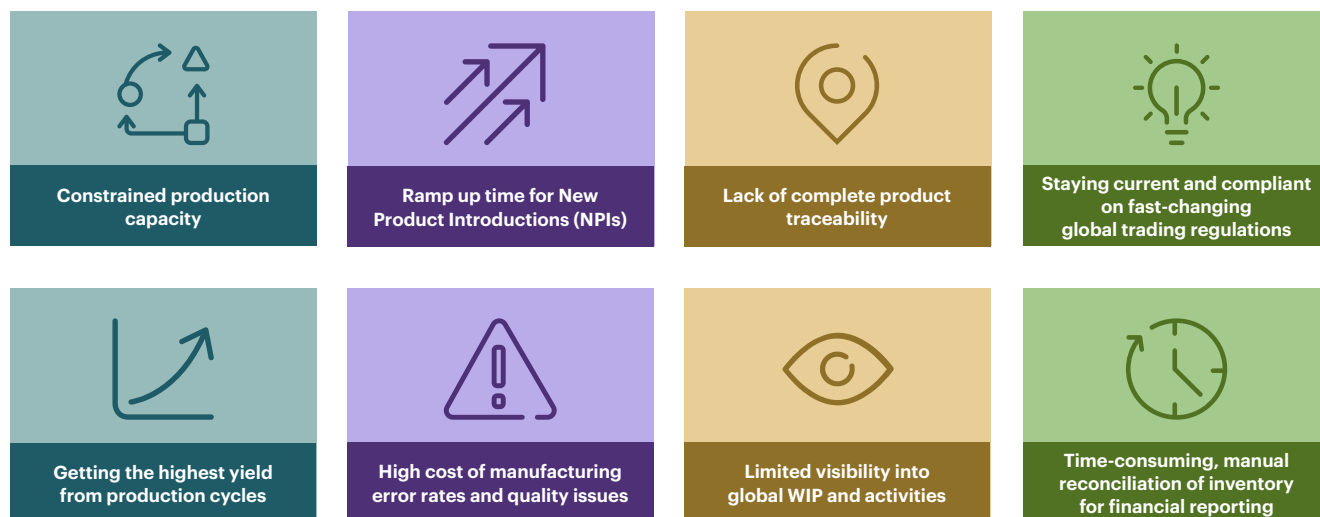 Constrained production
capacity
Ramp up time for New
Product Introductions (NPIs)
Lack of complete product
traceability
Staying current and compliant
on fast-changing
global trading regulations
Getting the highest yield
from production cycles
High cost of manufacturing
error rates and quality issues
Limited visibility into
global WIP and activities
Time-consuming, manual
reconciliation of inventory
for financial reporting